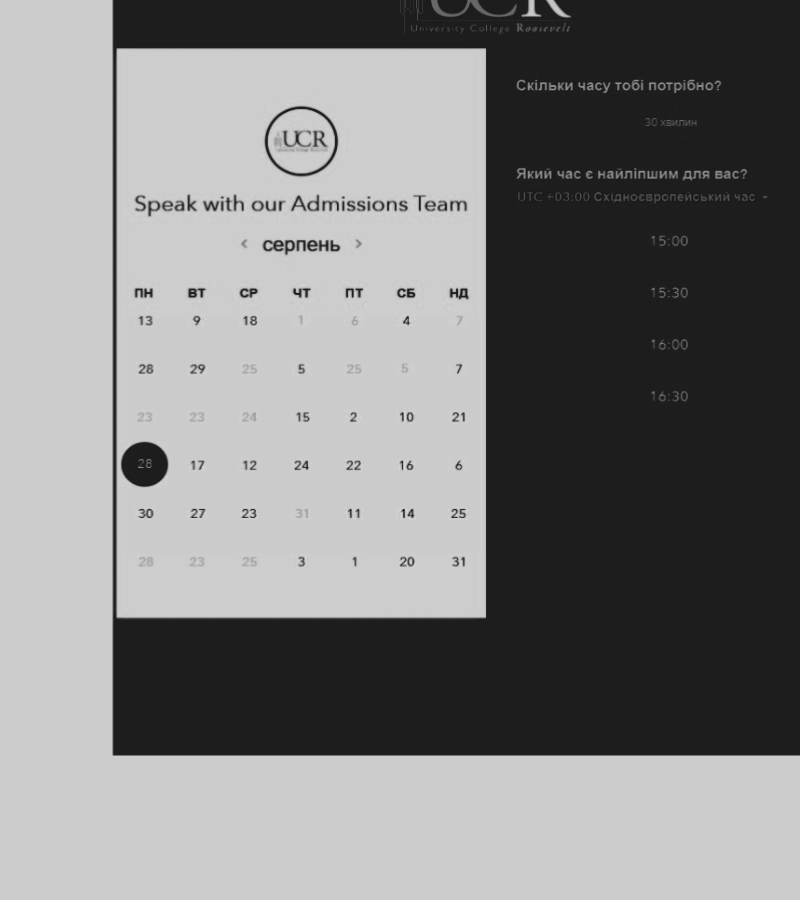 UCR
University College Roosevelt
UCR
Speak with our Admissions Team
< серпень >
ПН ВТ СР ЧТ ПТ СБ НД
13 9 18 1 6 4 7
28 29 25 5 25 5 7
23 23 24 15 2 10 21
28 17 12 24 22 16 6
30 27 23 31 11 14 25
28 23 25 3 1 20 31
Скільки часу тобі потрібно?
30 хвилин
Який час є найліпшим для вас?
UTC +03:00 Східноєвропейський час
15:00
15:30
16:00
16:30